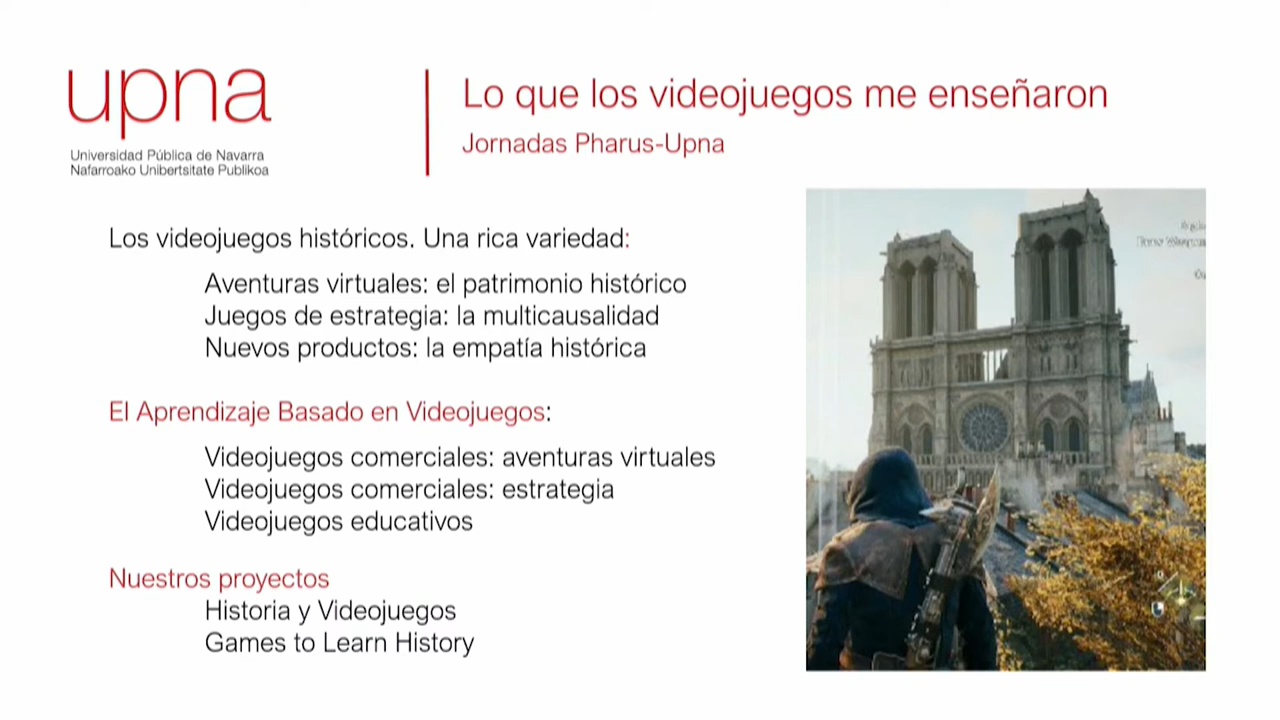 upna
Universidad Pública de Navarra
Nafarroako Unibertsitate Publikoa
Lo que los videojuegos me enseñaron
Jornadas Pharus-Upna
Los videojuegos históricos. Una rica variedad:
Aventuras virtuales: el patrimonio histórico
Juegos de estrategia: la multicausalidad
Nuevos productos: la empatía histórica
El Aprendizaje Basado en Videojuegos:
Videojuegos comerciales: aventuras virtuales
Videojuegos comerciales: estrategia
Videojuegos educativos
Nuestros proyectos
Historia y Videojuegos
Games to Learn History